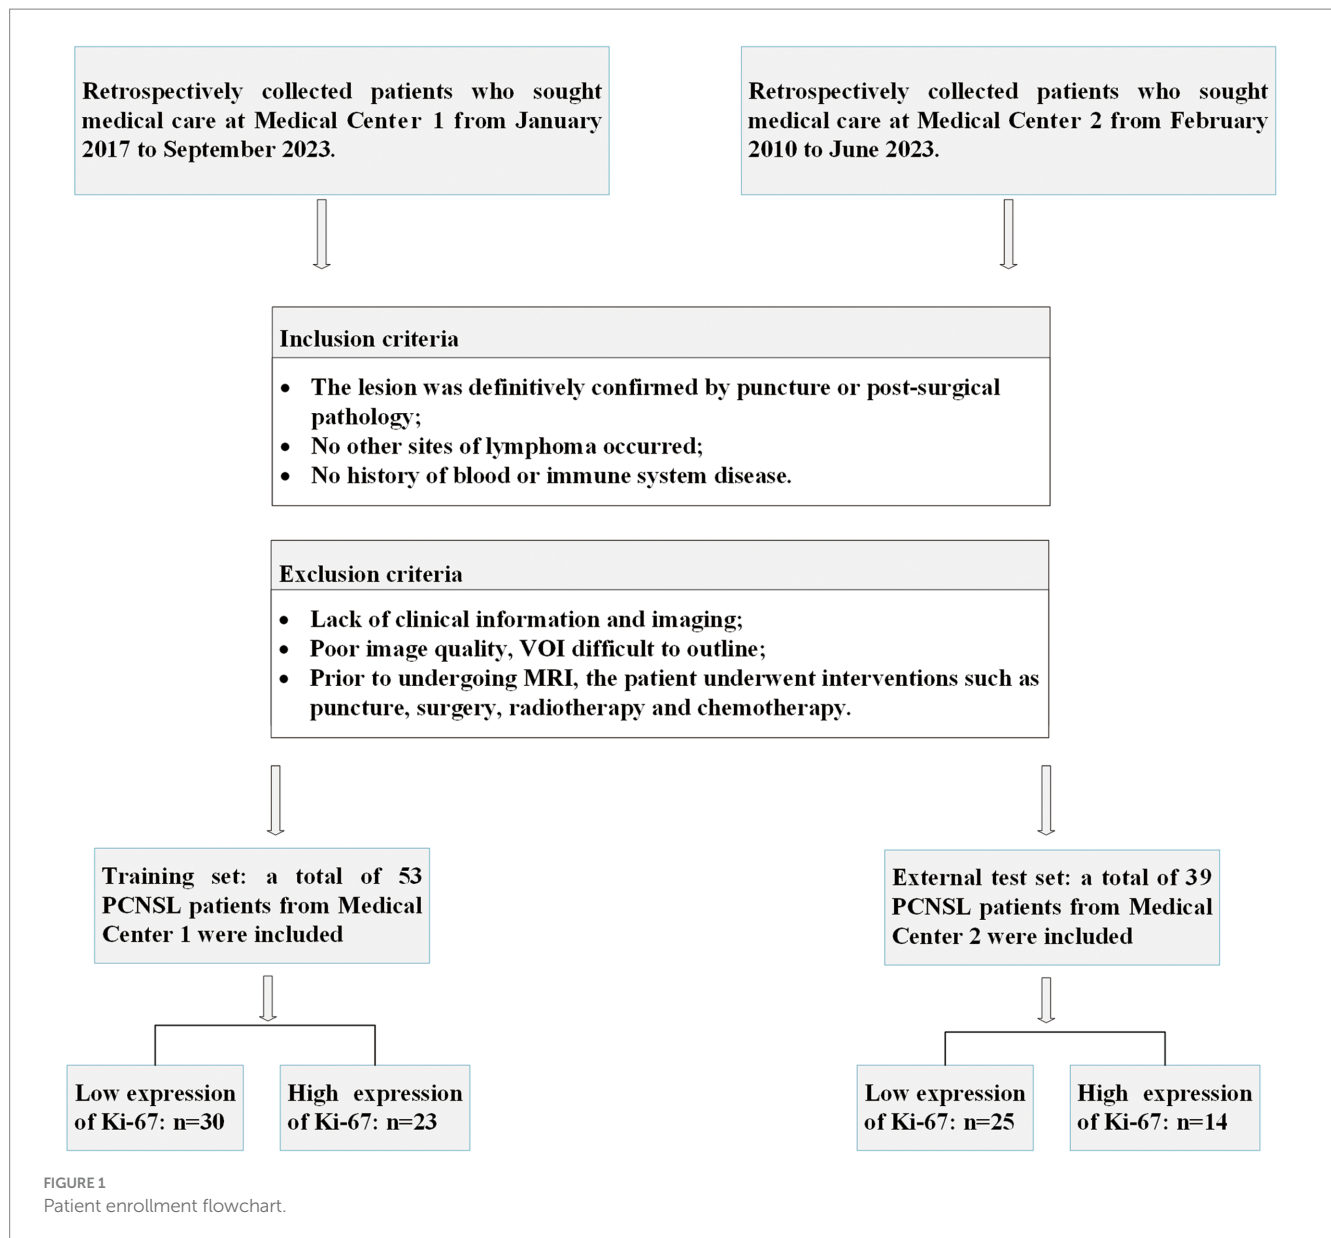 Retrospectively collected patients who sought
medical care at Medical Center 1 from January
2017 to September 2023.
Retrospectively collected patients who sought
medical care at Medical Center 2 from February
2010 to June 2023.
Inclusion criteria
• The lesion was definitively confirmed by puncture or post-surgical
pathology;
• No other sites of lymphoma occurred;
• No history of blood or immune system disease.
Exclusion criteria
• Lack of clinical information and imaging;
• Poor image quality, VOI difficult to outline;
• Prior to undergoing MRI, the patient underwent interventions such as
puncture, surgery, radiotherapy and chemotherapy.
Training set: a total of 53
PCNSL patients from Medical
Center 1 were included
External test set: a total of 39
PCNSL patients from Medical
Center 2 were included
Low expression
of Ki-67: n=30
High expression
of Ki-67: n=23
Low expression
of Ki-67: n=25
High expression
of Ki-67: n=14
FIGURE 1
Patient enrollment flowchart.